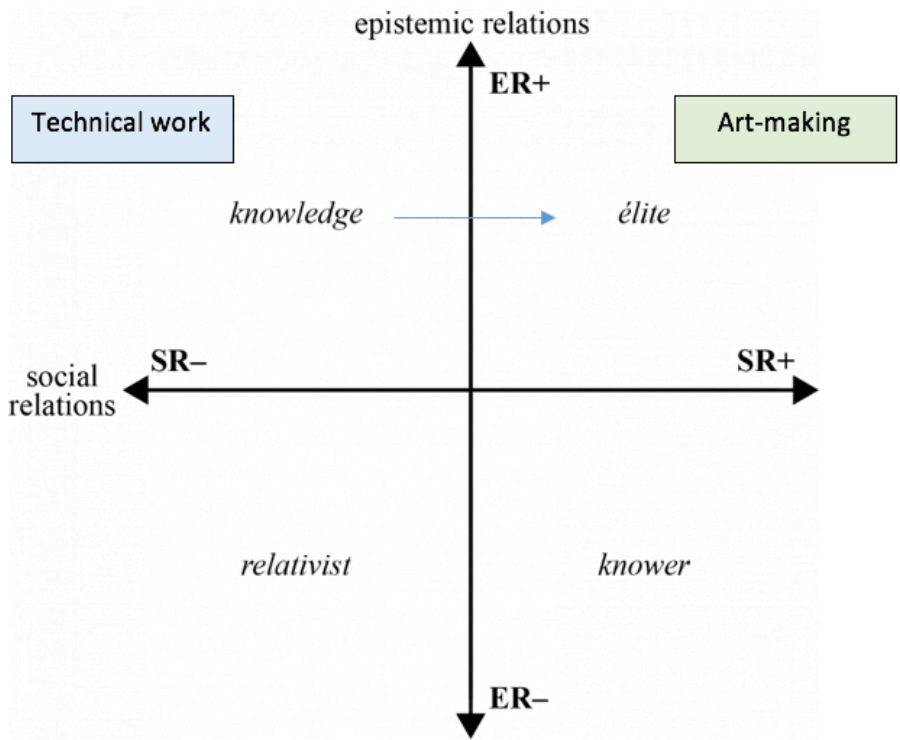 epistemic relations
ER+
Technical work
Art-making
knowledge
élite
SR–
SR+
social
relations
relativist
knower
ER–